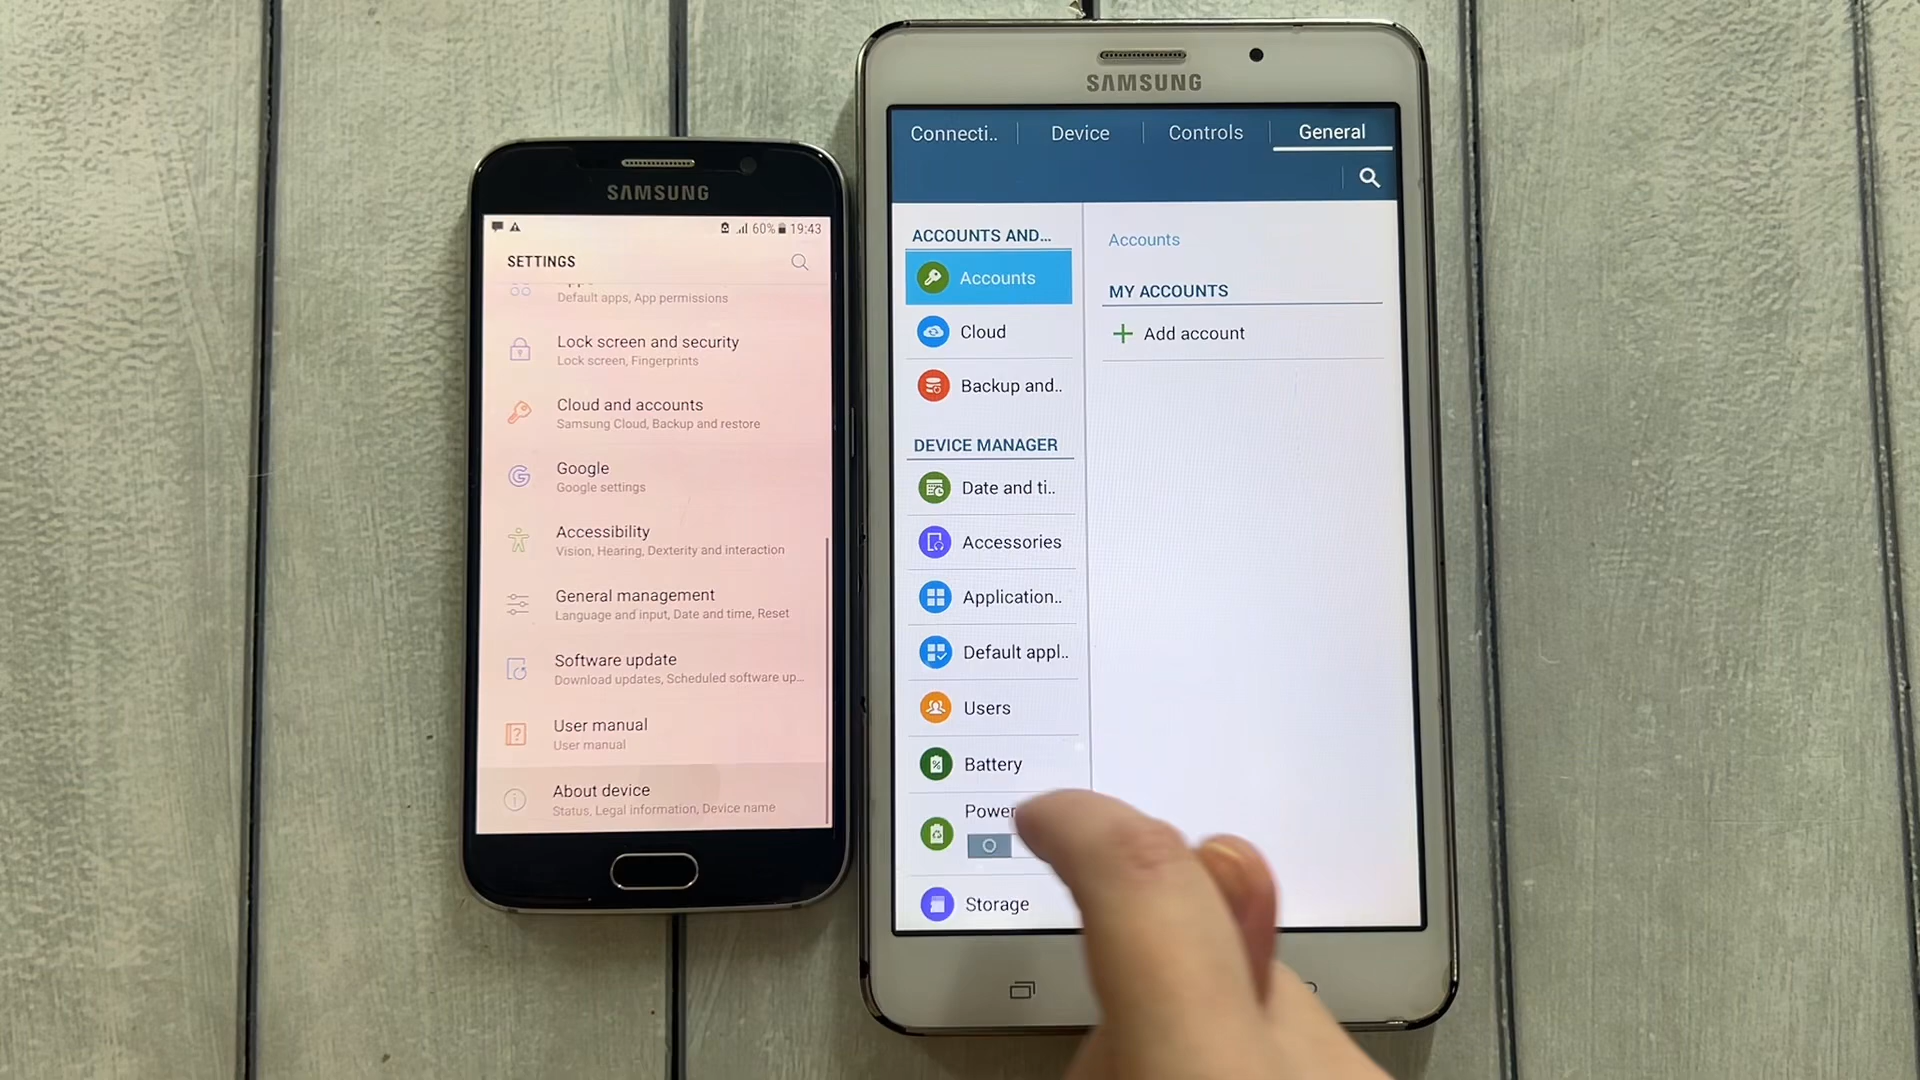 SAMSUNG
60% 19:43
SETTINGS
Default apps, App permissions
Lock screen and security
Lock screen, Fingerprints
Cloud and accounts
Samsung Cloud, Backup and restore
Google
Google settings
Accessibility
Vision, Hearing, Dexterity and interaction
General management
Language and input, Date and time, Reset
Software update
Download updates, Scheduled software up...
User manual
User manual
About device
Status, Legal information, Device name
SAMSUNG
Connecti..
Device
Controls
General
ACCOUNTS AND...
Accounts
Cloud
Backup and..
DEVICE MANAGER
Date and ti..
Accessories
Application..
Default appl..
Users
Battery
Power
Storage
Accounts
MY ACCOUNTS
Add account